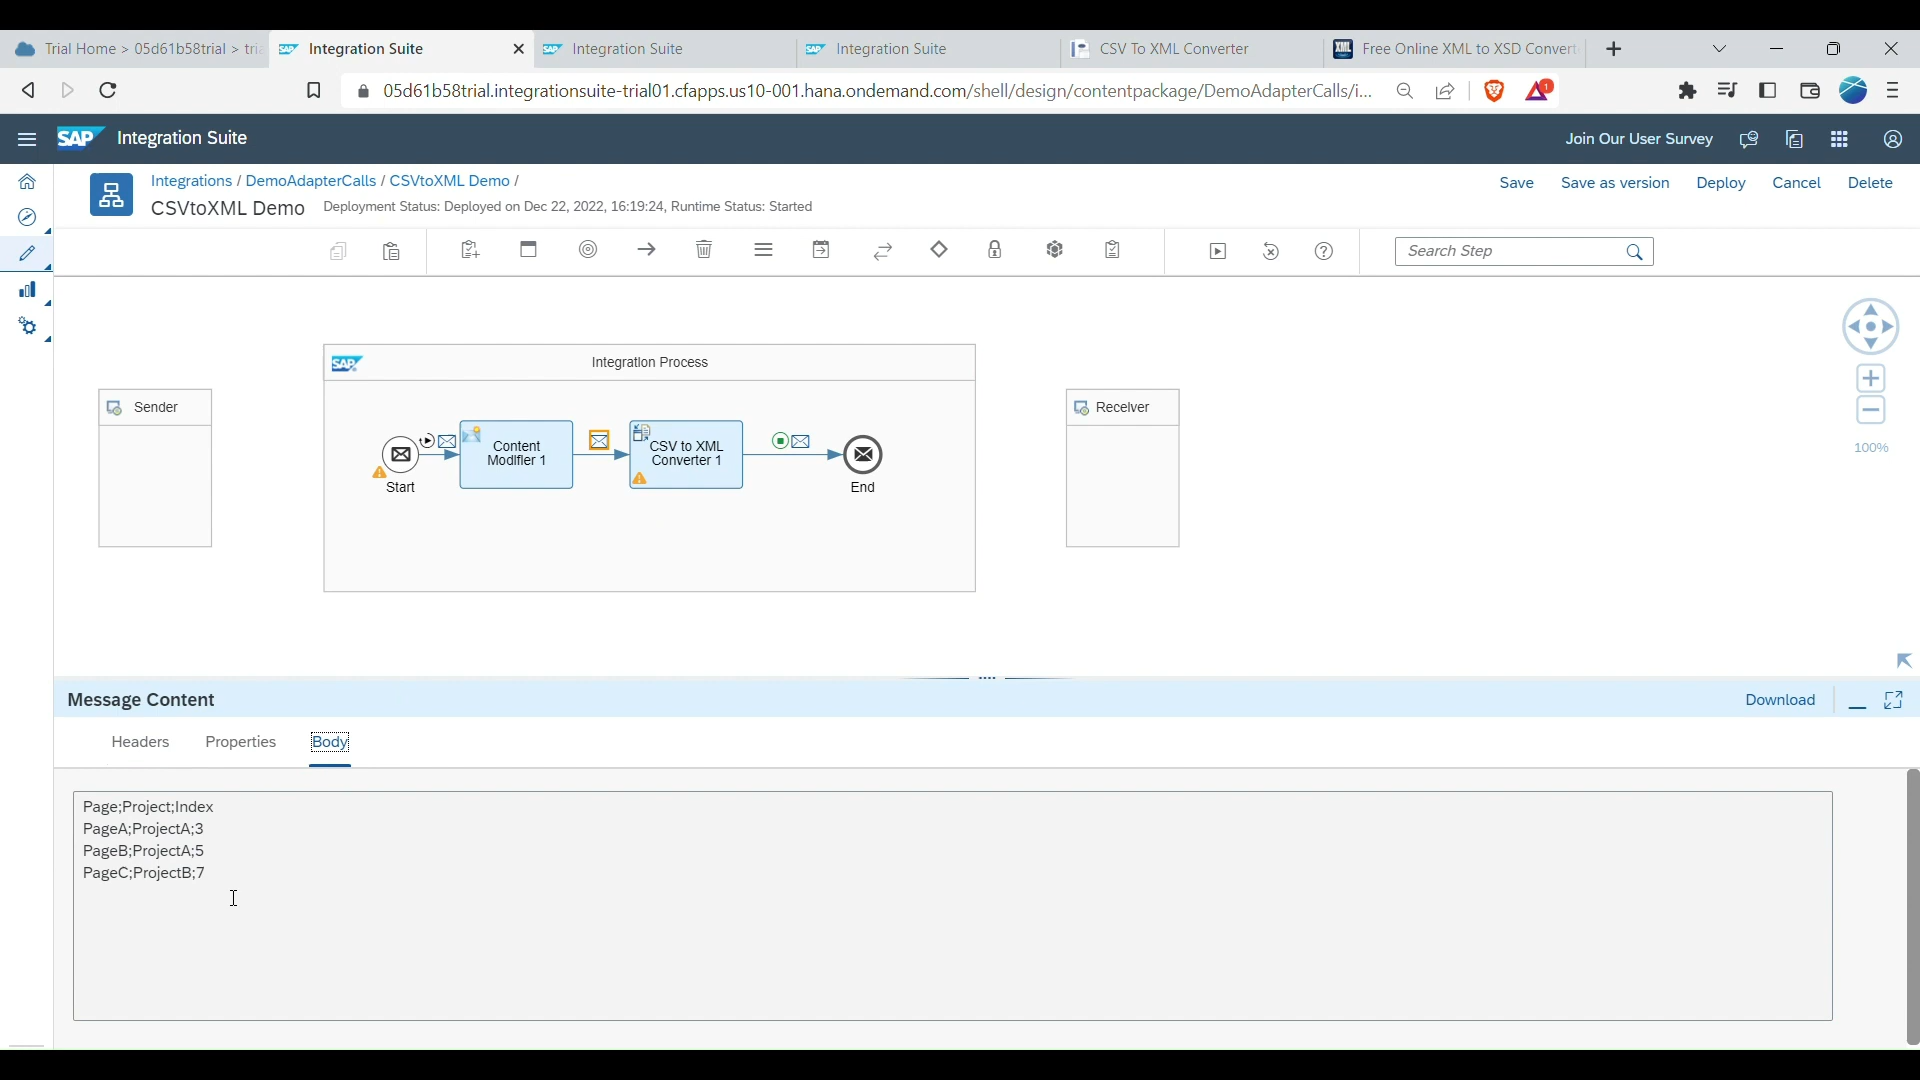 Trial Home > 05d61b58trial > tri
Integration Suite
Integration Suite
Integration Suite
CSV To XML Converter
Free Online XML to XSD Convert
05d61b58trial.integrationsuite-trial01.cfapps.us10-001.hana.ondemand.com/shell/design/contentpackage/DemoAdapterCalls/i...
1
SAP Integration Suite
Join Our User Survey
Integrations / DemoAdapterCalls / CSVtoXML Demo /
CSVtoXML Demo
Deployment Status: Deployed on Dec 22, 2022, 16:19:24, Runtime Status: Started
Save
Save as version
Deploy
Cancel
Delete
Search Step
SAP
Integration Process
Sender
Start
Content
Modifier 1
CSV to XML
Converter 1
End
Receiver
100%
Message Content
Download
Headers
Properties
Body
Page;Project;Index
PageA;ProjectA;3
PageB;ProjectA;5
PageC;ProjectB;7